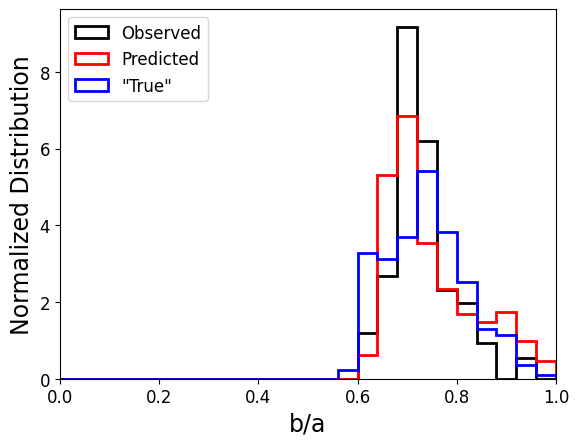 Observed
Predicted
"True"
Normalized Distribution
8
6
4
2
0
0.0 0.2 0.4 0.6 0.8 1.0
b/a